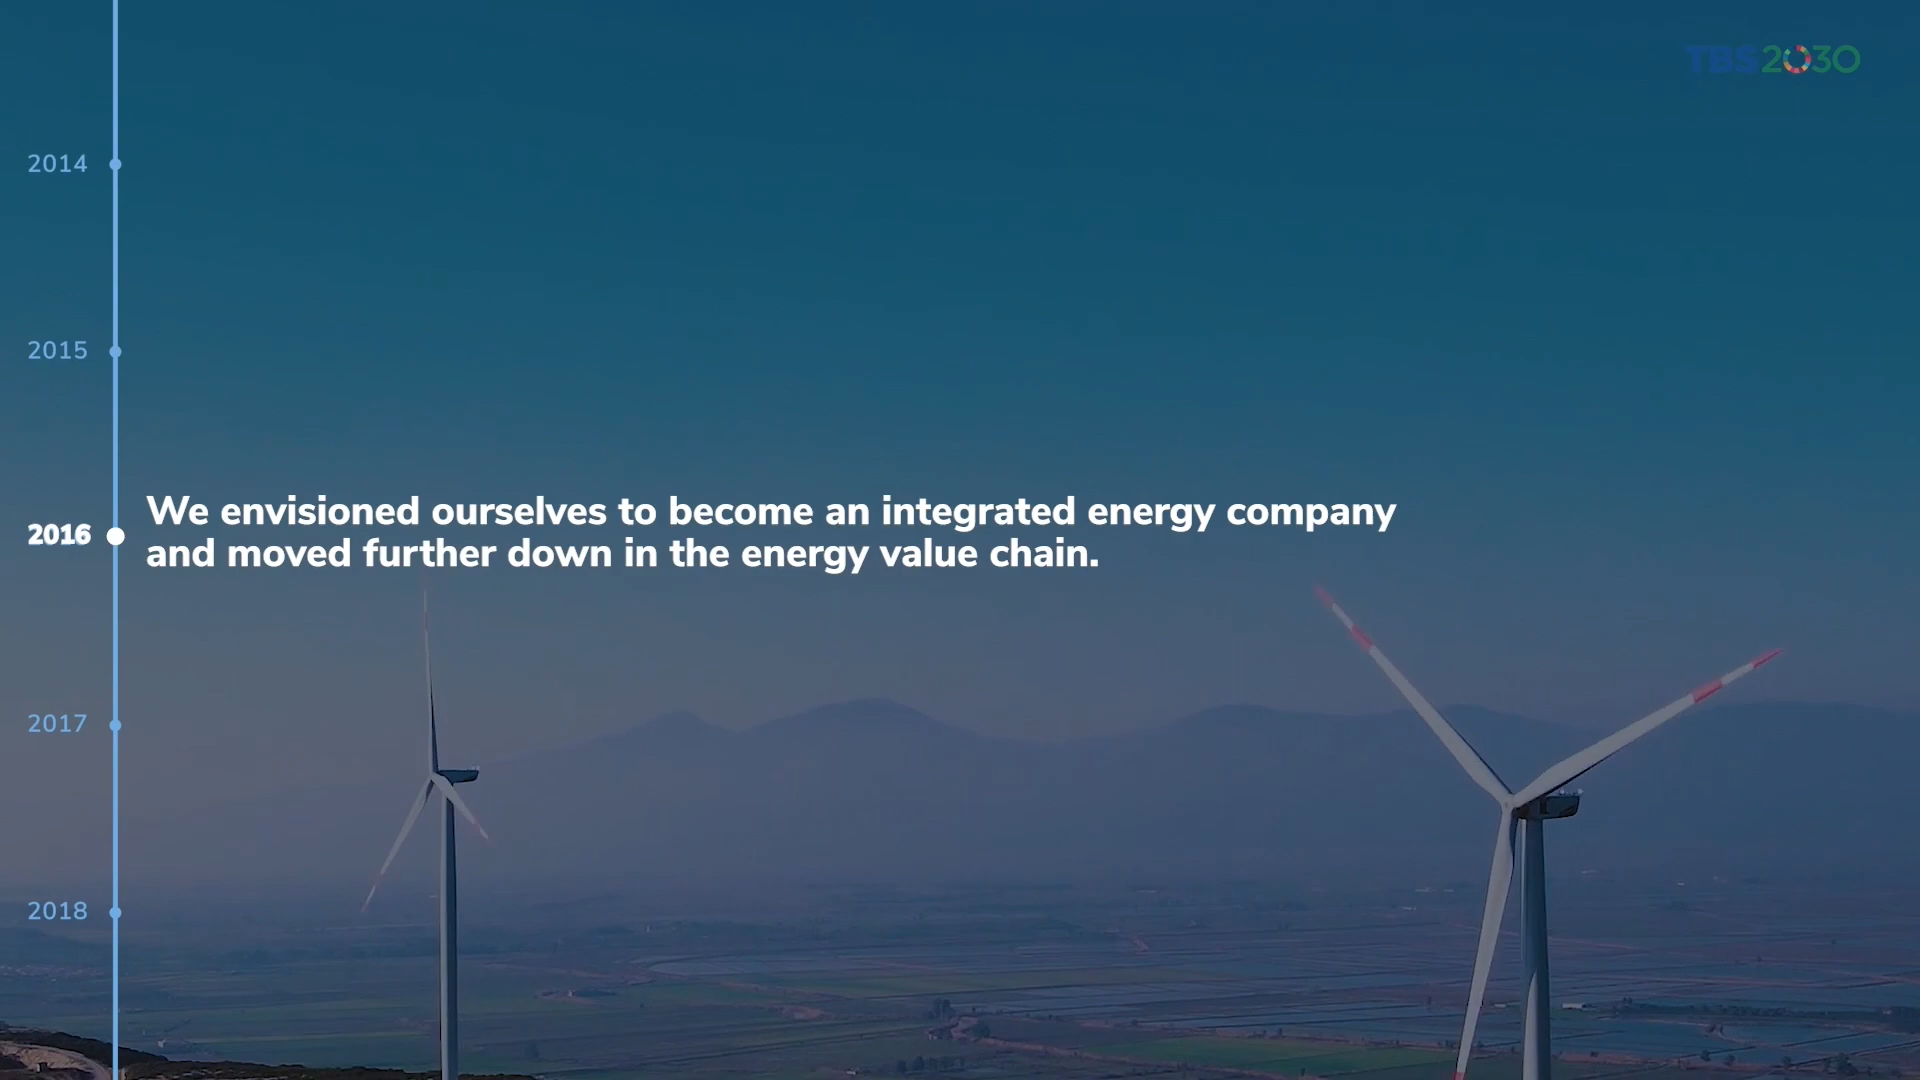 TBS2030
2014
2015
2016
We envisioned ourselves to become an integrated energy company
and moved further down in the energy value chain.
2017
2018